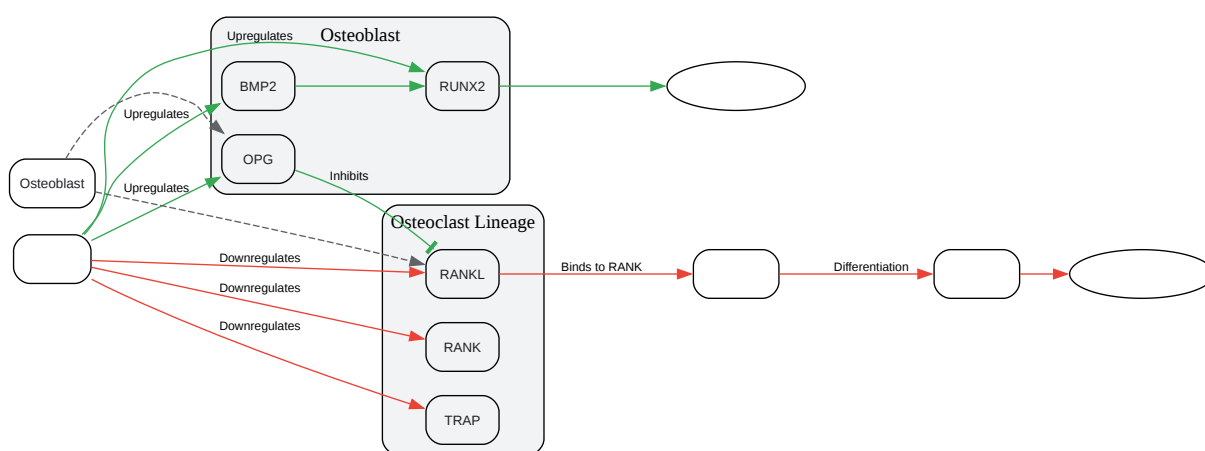 Upregulates
Osteoblast
BMP2
RUNX2
Upregulates
OPG
Inhibits
Osteoblast
Upregulates
Osteoclast Lineage
Downregulates
RANKL
Binds to RANK
Differentiation
Downregulates
Downregulates
RANK
TRAP